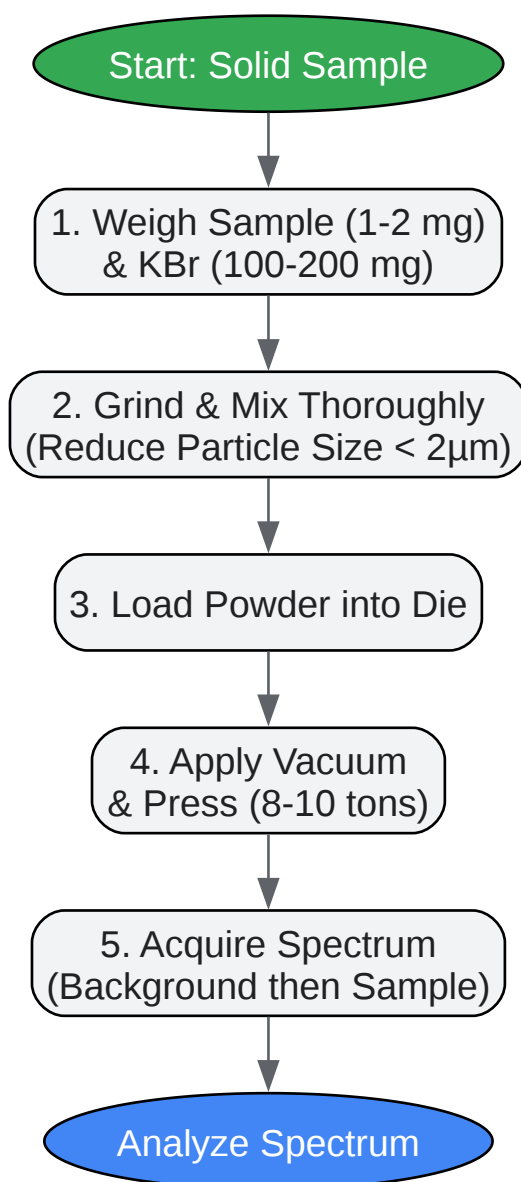 Start: Solid Sample
1. Weigh Sample (1-2 mg)
& KBr (100-200 mg)
2. Grind & Mix Thoroughly
(Reduce Particle Size < 2µm)
3. Load Powder into Die
4. Apply Vacuum
& Press (8-10 tons)
5. Acquire Spectrum
(Background then Sample)
Analyze Spectrum